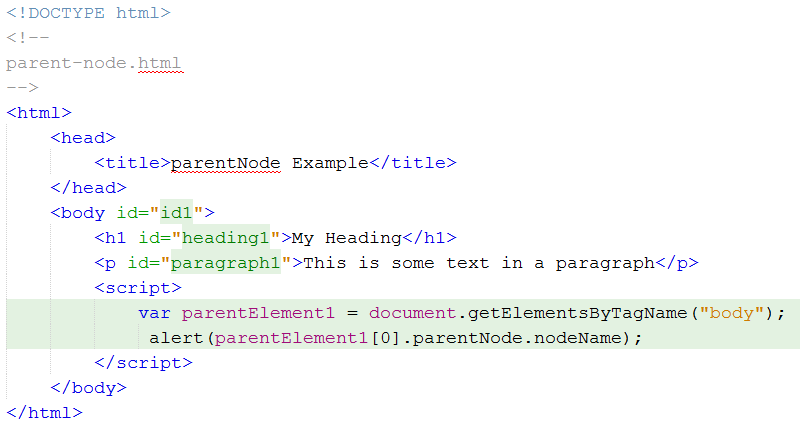 <!DOCTYPE html>
<!--
parent-node.html
-->
<html>
    <head>
        <title>parentNode Example</title>
    </head>
    <body id="id1">
        <h1 id="heading1">My Heading</h1>
        <p id="paragraph1">This is some text in a paragraph</p>
        <script>
            var parentElement1 = document.getElementsByTagName("body");
             alert(parentElement1[0].parentNode.nodeName);
        </script>
    </body>
</html>